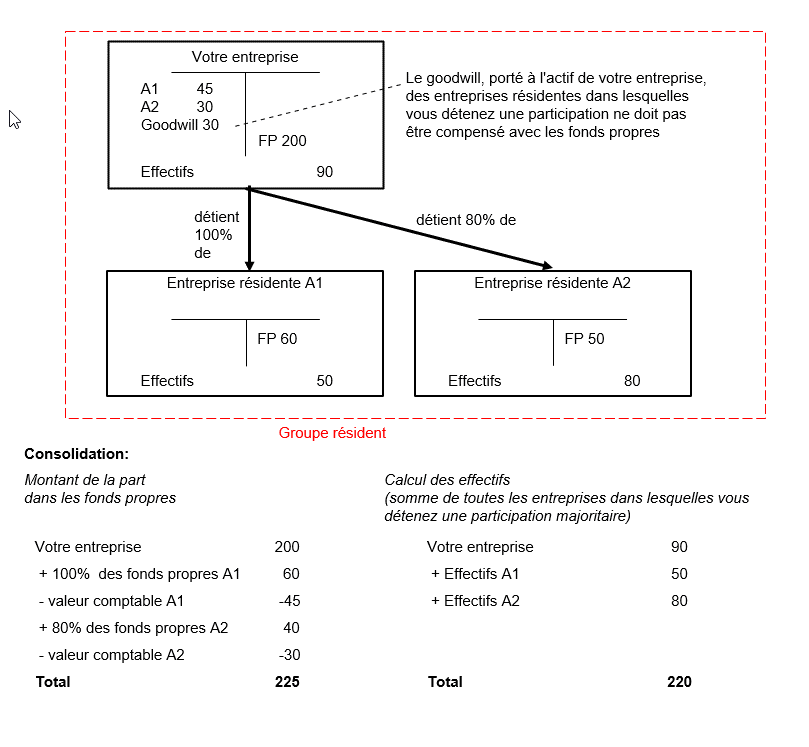 Votre entreprise
A1 45
A2 30
Goodwill 30
FP 200
Effectifs 90
Le goodwill, porté à l'actif de votre entreprise,
des entreprises résidentes dans lesquelles
vous détenez une participation ne doit pas
être compensé avec les fonds propres
détient
100%
de
détient 80% de
Entreprise résidente A1
FP 60
Effectifs 50
Entreprise résidente A2
FP 50
Effectifs 80
Groupe résident
Consolidation:
Montant de la part
dans les fonds propres
Votre entreprise 200
+ 100% des fonds propres A1 60
- valeur comptable A1 -45
+ 80% des fonds propres A2 40
- valeur comptable A2 -30
Total 225
Calcul des effectifs
(somme de toutes les entreprises dans lesquelles vous
détenez une participation majoritaire)
Votre entreprise 90
+ Effectifs A1 50
+ Effectifs A2 80
Total 220